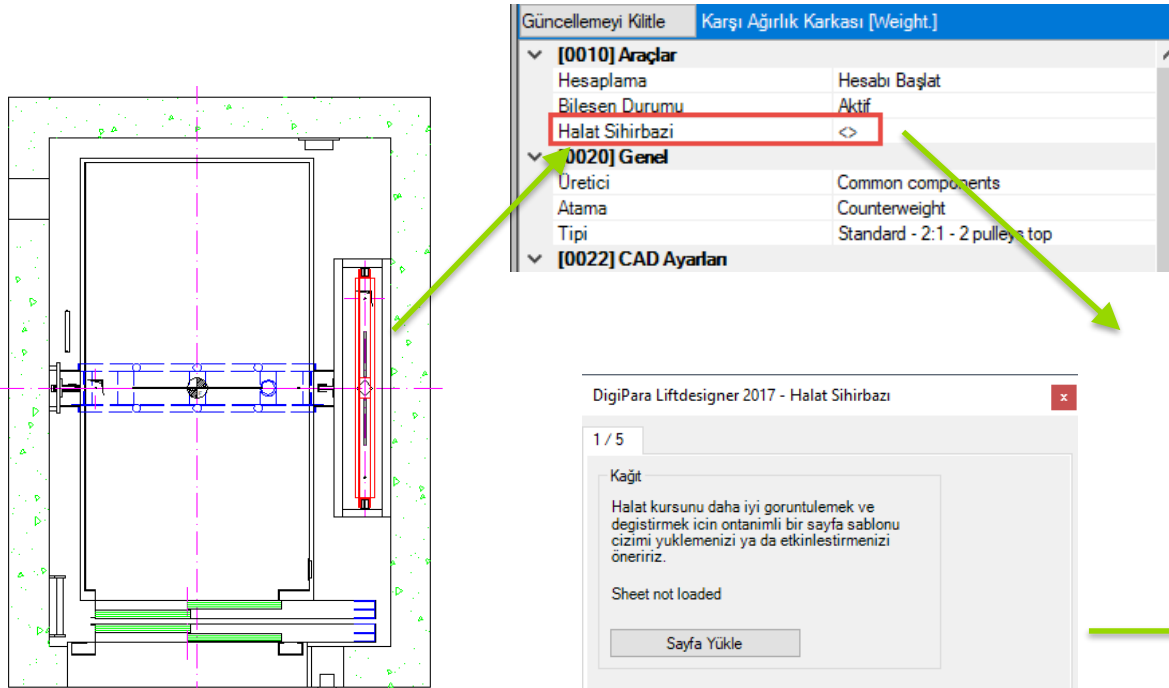 Güncellemeyi Kilitle Karşı Ağırlık Karkası [Weight.]
[0010] Araçlar
Hesaplama Hesabı Başlat
Bileşen Durumu Aktif
Halat Sihirbazi <>
[0020] Genel
Üretici Common components
Atama Counterweight
Tipi Standard - 2:1 - 2 pulleys top
[0022] CAD Ayarları
DigiPara Liftdesigner 2017 - Halat Sihirbazı
x
1 / 5
Kağıt
Halat kursunu daha iyi goruntulemek ve
degistirmek icin ontanimli bir sayfa sablonu
cizimi yuklemenizi ya da etkinlestirmenizi
öneririz.
Sheet not loaded
Sayfa Yükle